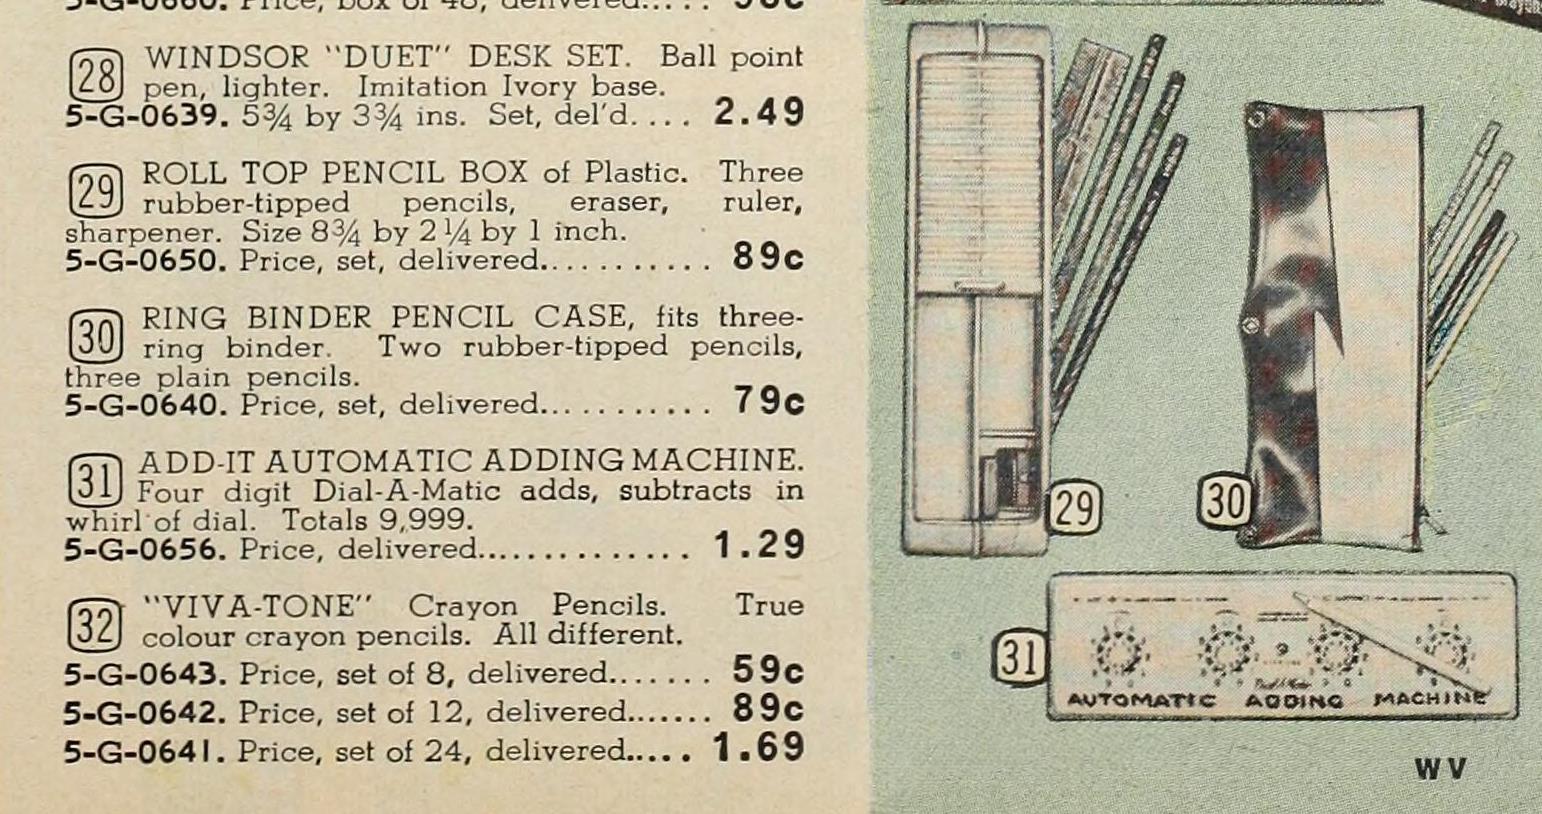 Price, box of 48, delivered..... 98c
28 WINDSOR "DUET" DESK SET. Ball point
pen, lighter. Imitation Ivory base.
5-G-0639. 5¾ by 3¾ ins. Set, del'd. ... 2.49
29 ROLL TOP PENCIL BOX of Plastic. Three
rubber-tipped pencils, eraser, ruler,
sharpener. Size 8¾ by 2¼ by 1 inch.
5-G-0650. Price, set, delivered........... 89c
30 RING BINDER PENCIL CASE, fits three-
ring binder. Two rubber-tipped pencils,
three plain pencils.
5-G-0640. Price, set, delivered........... 79c
31 ADD-IT AUTOMATIC ADDING MACHINE.
Four digit Dial-A-Matic adds, subtracts in
whirl of dial. Totals 9,999.
5-G-0656. Price, delivered.............. 1.29
32 "VIVA-TONE" Crayon Pencils. True
colour crayon pencils. All different.
5-G-0643. Price, set of 8, delivered....... 59c
5-G-0642. Price, set of 12, delivered....... 89c
5-G-0641. Price, set of 24, delivered..... 1.69
29
30
31
AUTOMATIC ADDING MACHINE
WV